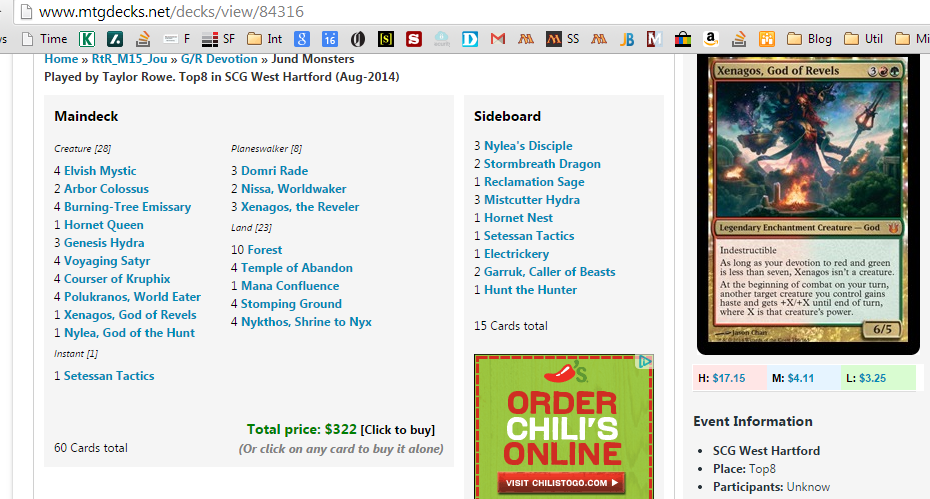 www.mtgdecks.net/decks/view/84316
Time
F
SF
Int
SS
Blog
Util
Mi
Home » RtR_M15_Jou » G/R Devotion » Jund Monsters
Played by Taylor Rowe. Top8 in SCG West Hartford (Aug-2014)
Maindeck
Creature [28]
4 Elvish Mystic
2 Arbor Colossus
4 Burning-Tree Emissary
1 Hornet Queen
3 Genesis Hydra
4 Voyaging Satyr
4 Courser of Kruphix
4 Polukranos, World Eater
1 Xenagos, God of Revels
1 Nylea, God of the Hunt
Instant [1]
1 Setessan Tactics
60 Cards total
Planeswalker [8]
3 Domri Rade
2 Nissa, Worldwaker
3 Xenagos, the Reveler
Land [23]
10 Forest
4 Temple of Abandon
1 Mana Confluence
4 Stomping Ground
4 Nykthos, Shrine to Nyx
Total price: $322 [Click to buy]
(Or click on any card to buy it alone)
Sideboard
3 Nylea's Disciple
2 Stormbreath Dragon
1 Reclamation Sage
3 Mistcutter Hydra
1 Hornet Nest
1 Setessan Tactics
1 Electrickery
2 Garruk, Caller of Beasts
1 Hunt the Hunter
15 Cards total
's
ORDER
CHILI'S
ONLINE
VISIT CHILISTOGO.COM
Xenagos, God of Revels 3
Legendary Enchantment Creature — God
Indestructible
As long as your devotion to red and green
is less than seven, Xenagos isn't a creature.
At the beginning of combat on your turn,
another target creature you control gains
haste and gets +X/+X until end of turn,
where X is that creature's power.
Jason Chan
6/5
H: $17.15 M: $4.11 L: $3.25
Event Information
SCG West Hartford
Place: Top8
Participants: Unknow